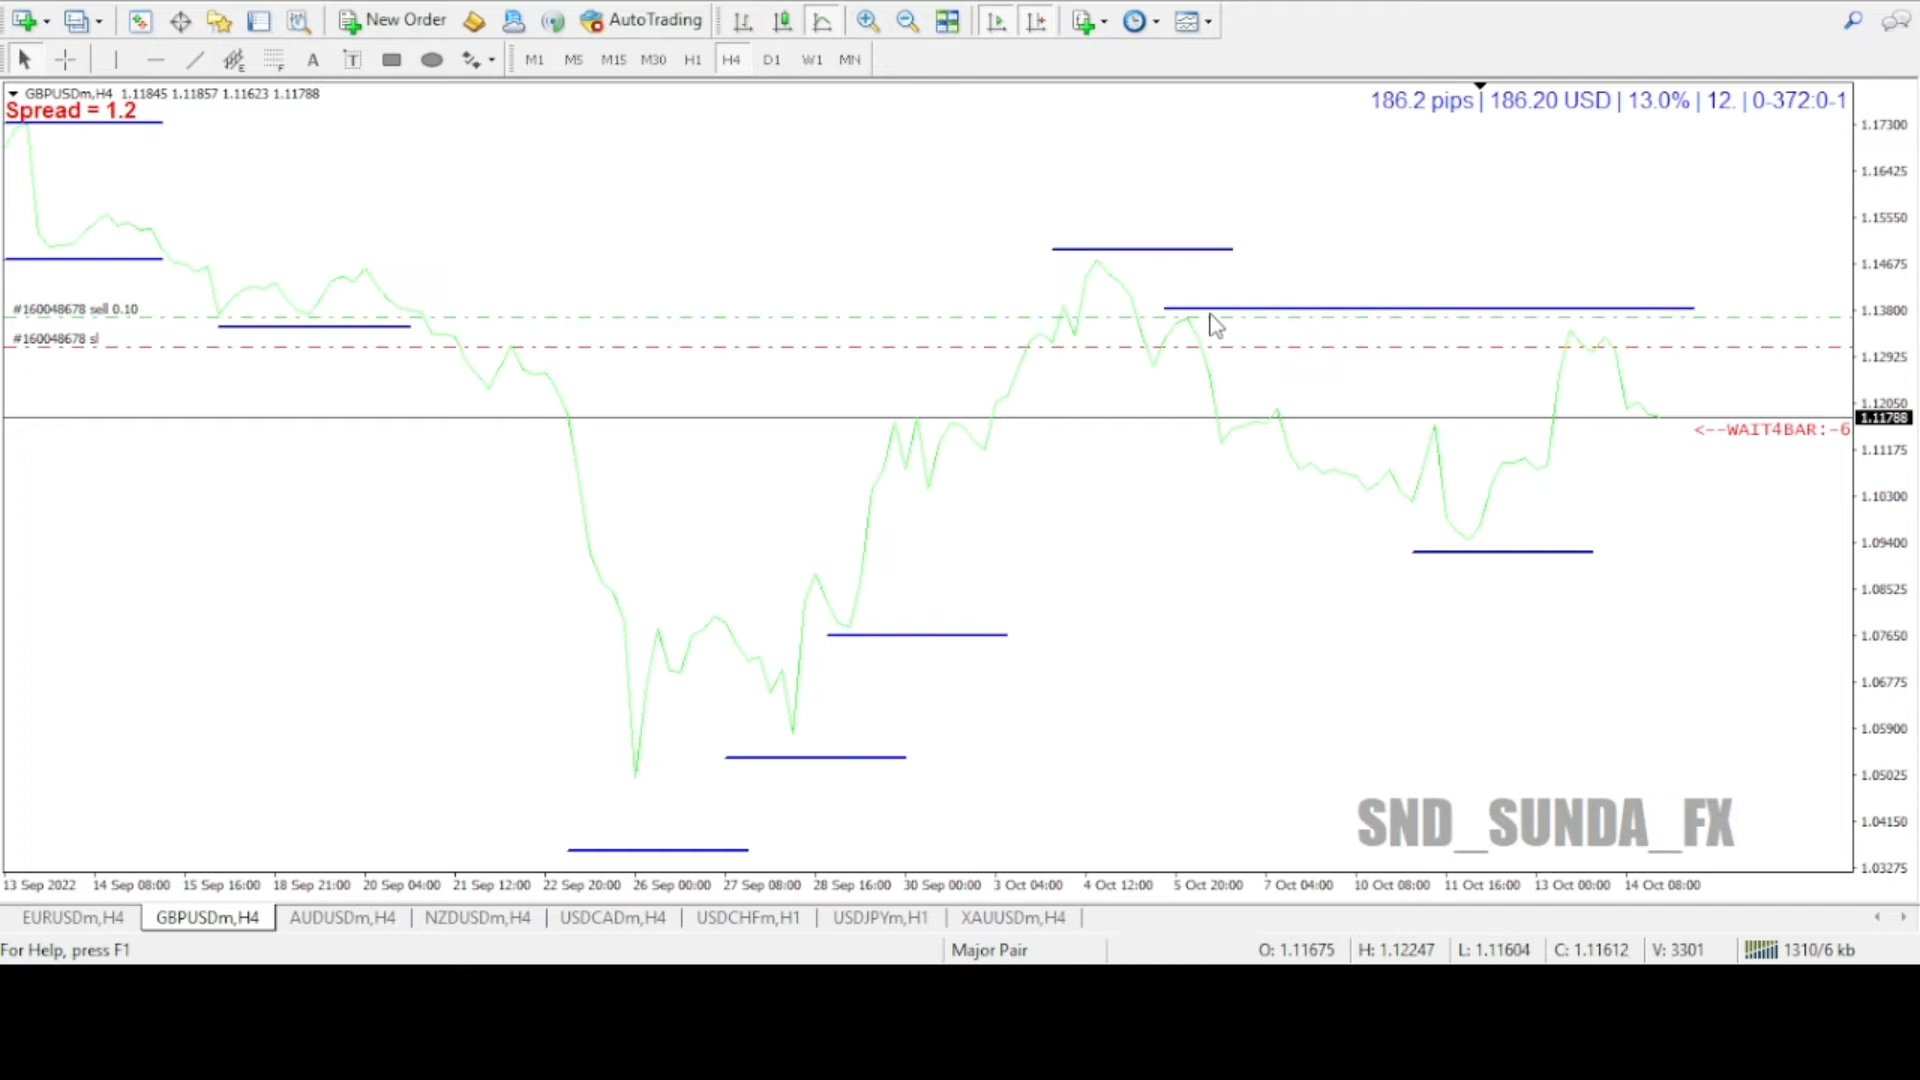 New Order
AutoTrading
A T
M1 M5 M15 M30 H1 H4 D1 W1 MN
GBPUSDm,H4 1.11845 1.11857 1.11623 1.11788
Spread = 1.2
186.2 pips | 186.20 USD | 13.0% | 12. | 0-372:0-1
1.17300
1.16425
1.15550
1.14675
#160048678 sell 0.10
1.13800
#160048678 sl
1.12925
1.12050
1.11788
<--WAIT4BAR:-6
1.11175
1.10300
1.09400
1.08525
1.07650
1.06775
1.05900
1.05025
1.04150
SND_SUNDA_FX
1.03275
13 Sep 2022 14 Sep 08:00 15 Sep 16:00 18 Sep 21:00 20 Sep 04:00 21 Sep 12:00 22 Sep 20:00 26 Sep 00:00 27 Sep 08:00 28 Sep 16:00 30 Sep 00:00 3 Oct 04:00 4 Oct 12:00 5 Oct 20:00 7 Oct 04:00 10 Oct 08:00 11 Oct 16:00 13 Oct 00:00 14 Oct 08:00
EURUSDm,H4 GBPUSDm,H4 AUDUSDm,H4 NZDUSDm,H4 USDCADm,H4 USDCHFm,H1 USDJPYm,H1 XAUUSDm,H4
For Help, press F1 Major Pair O: 1.11675 H: 1.12247 L: 1.11604 C: 1.11612 V: 3301 1310/6 kb